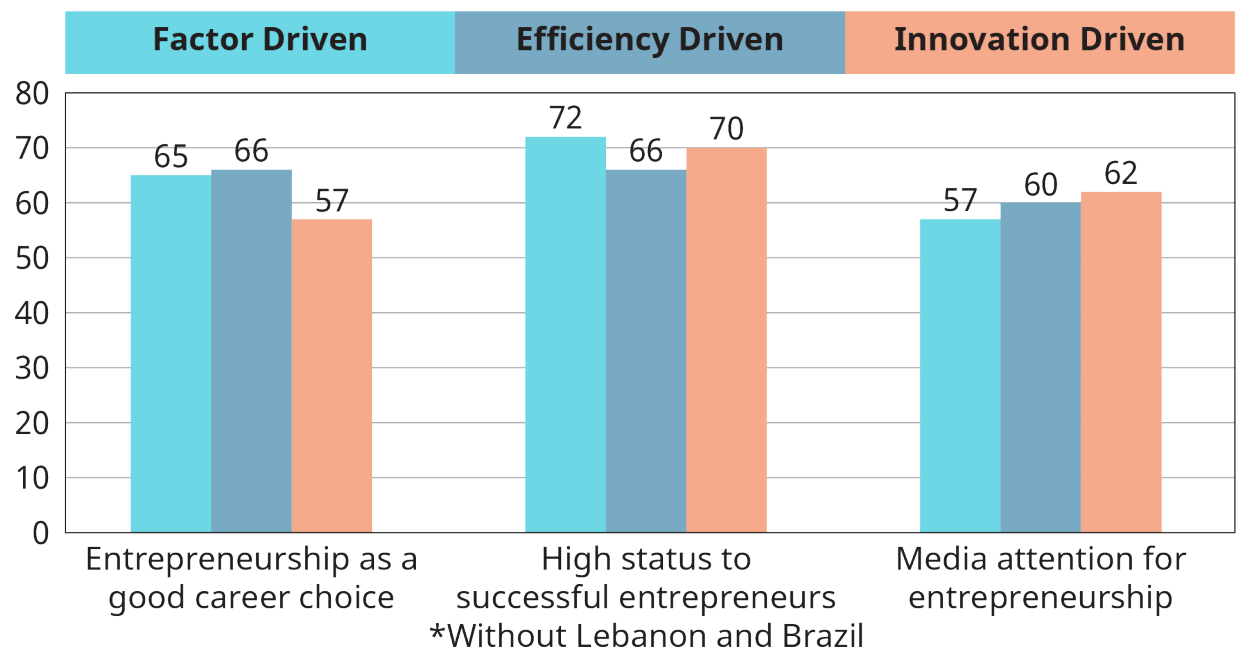 Factor Driven Efficiency Driven Innovation Driven
80
70
60
50
40
30
20
10
0
65 66 57
72 66 70
57 60 62
Entrepreneurship as a
good career choice
High status to
successful entrepreneurs
*Without Lebanon and Brazil
Media attention for
entrepreneurship